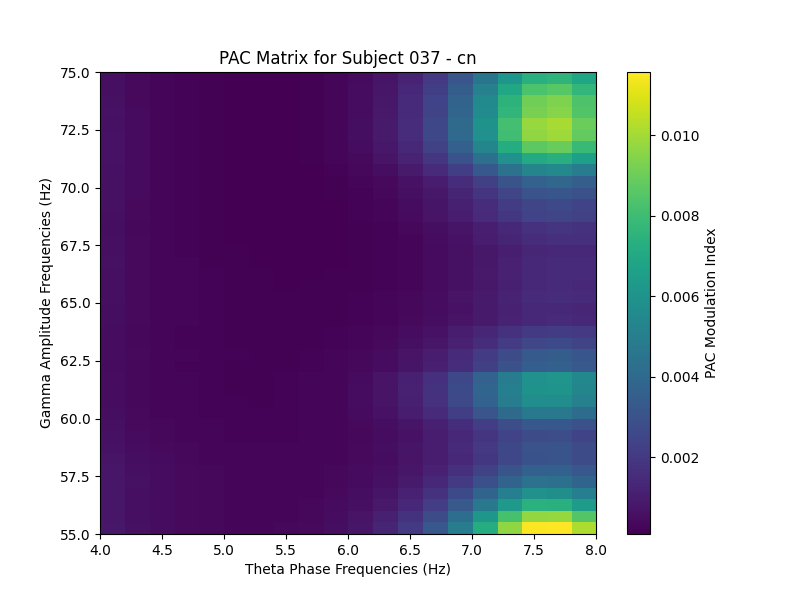 PAC Matrix for Subject 037 - cn
75.0
72.5
70.0
67.5
65.0
62.5
60.0
57.5
55.0
Gamma Amplitude Frequencies (Hz)
4.0 4.5 5.0 5.5 6.0 6.5 7.0 7.5 8.0
Theta Phase Frequencies (Hz)
0.010
0.008
0.006
0.004
0.002
PAC Modulation Index